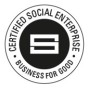 CERTIFIED SOCIAL ENTERPRISE
• BUSINESS FOR GOOD •